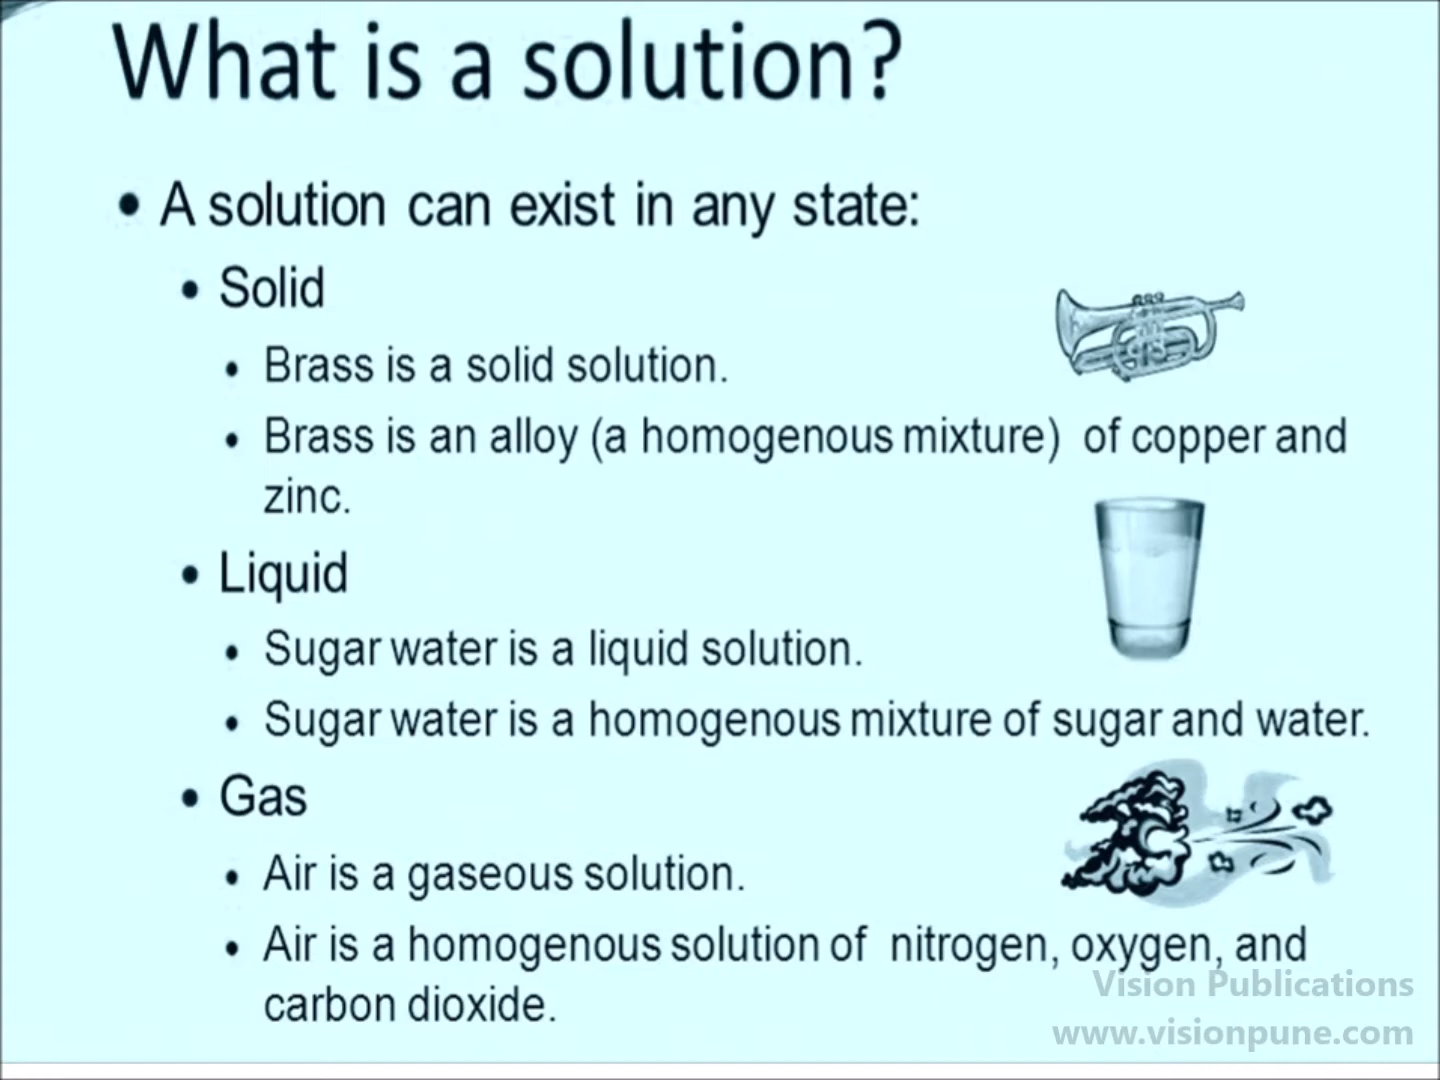 What is a solution?
• A solution can exist in any state:
• Solid
• Brass is a solid solution.
• Brass is an alloy (a homogenous mixture) of copper and
zinc.
• Liquid
• Sugar water is a liquid solution.
• Sugar water is a homogenous mixture of sugar and water.
• Gas
• Air is a gaseous solution.
• Air is a homogenous solution of nitrogen, oxygen, and
carbon dioxide.
Vision Publications
www.visionpune.com